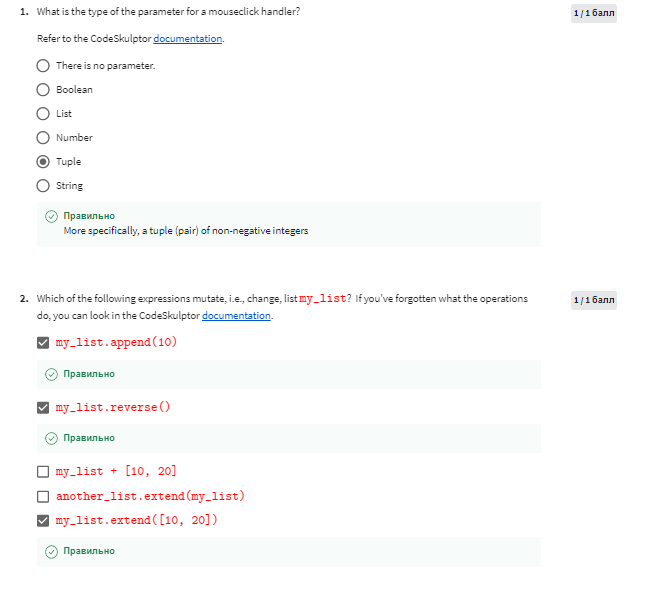 1. What is the type of the parameter for a mouseclick handler?
1 / 1 балл
Refer to the CodeSkulptor documentation.
There is no parameter.
Boolean
List
Number
Tuple
String
Правильно
More specifically, a tuple (pair) of non-negative integers
2. Which of the following expressions mutate, i.e., change, list my_list? If you've forgotten what the operations
1 / 1 балл
do, you can look in the CodeSkulptor documentation.
my_list.append(10)
Правильно
my_list.reverse()
Правильно
my_list + [10, 20]
another_list.extend(my_list)
my_list.extend([10, 20])
Правильно